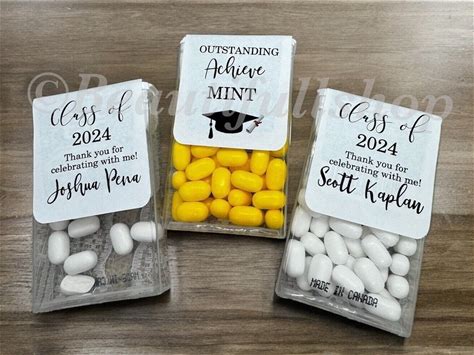 ©Beautyfullshop
Class of
2024
Thank you for
celebrating with me!
Joshua Pena
OUTSTANDING
Achieve
MINT
Class of
2024
Thank you for
celebrating with me!
Scott Kaplan
MADE IN CANADA